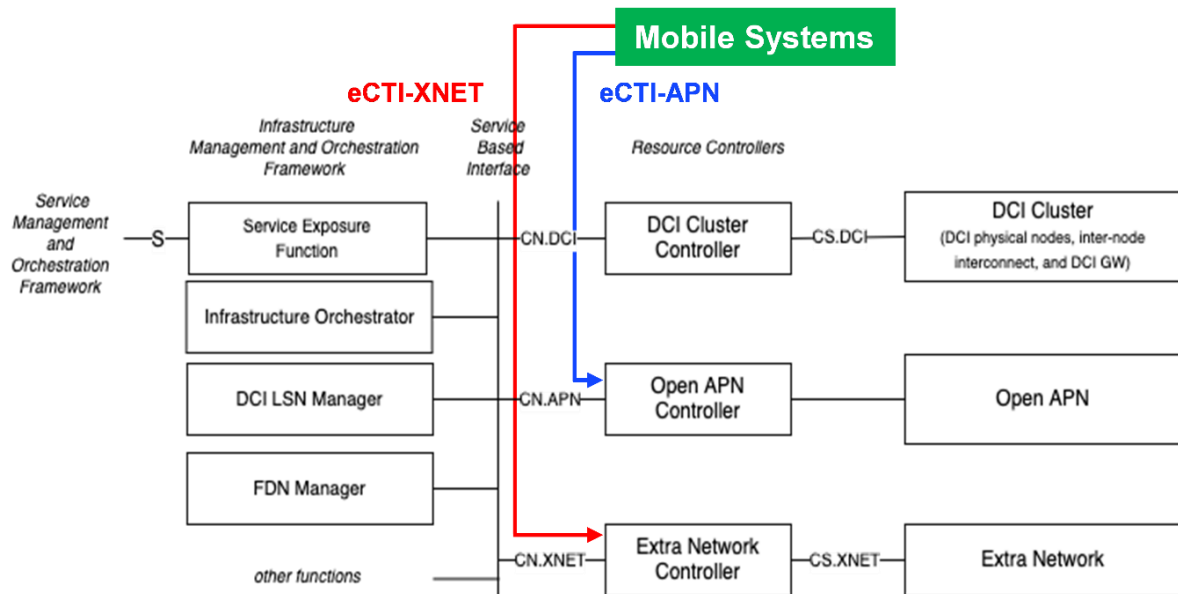 Mobile Systems
eCTI-XNET
eCTI-APN
Infrastructure
Management and Orchestration
Framework
Service
Based
Interface
Resource Controllers
Service
Management
and
Orchestration
Framework
S
Service Exposure
Function
CN.DCI
DCI Cluster
Controller
CS.DCI
DCI Cluster
(DCI physical nodes, inter-node
interconnect, and DCI GW)
Infrastructure Orchestrator
DCI LSN Manager
CN.APN
Open APN
Controller
Open APN
FDN Manager
CN.XNET
Extra Network
Controller
CS.XNET
Extra Network
other functions